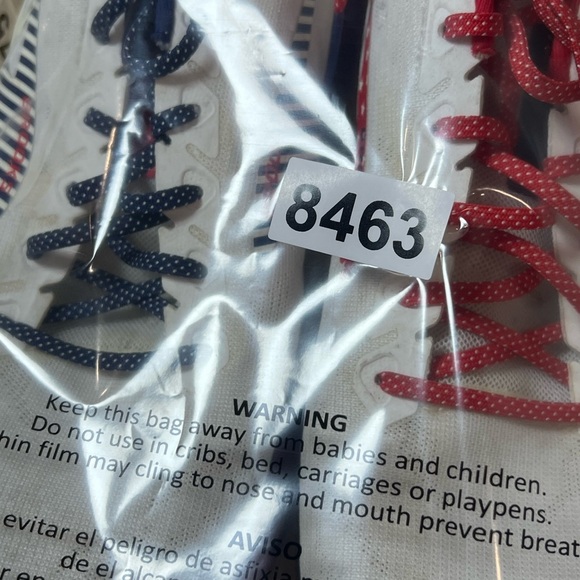 8463
WARNING
Keep this bag away from babies and children.
Do not use in cribs, bed, carriages or playpens.
hin film may cling to nose and mouth prevent breat
AVISO
evitar el peligro de asfixia
de el alca
er en